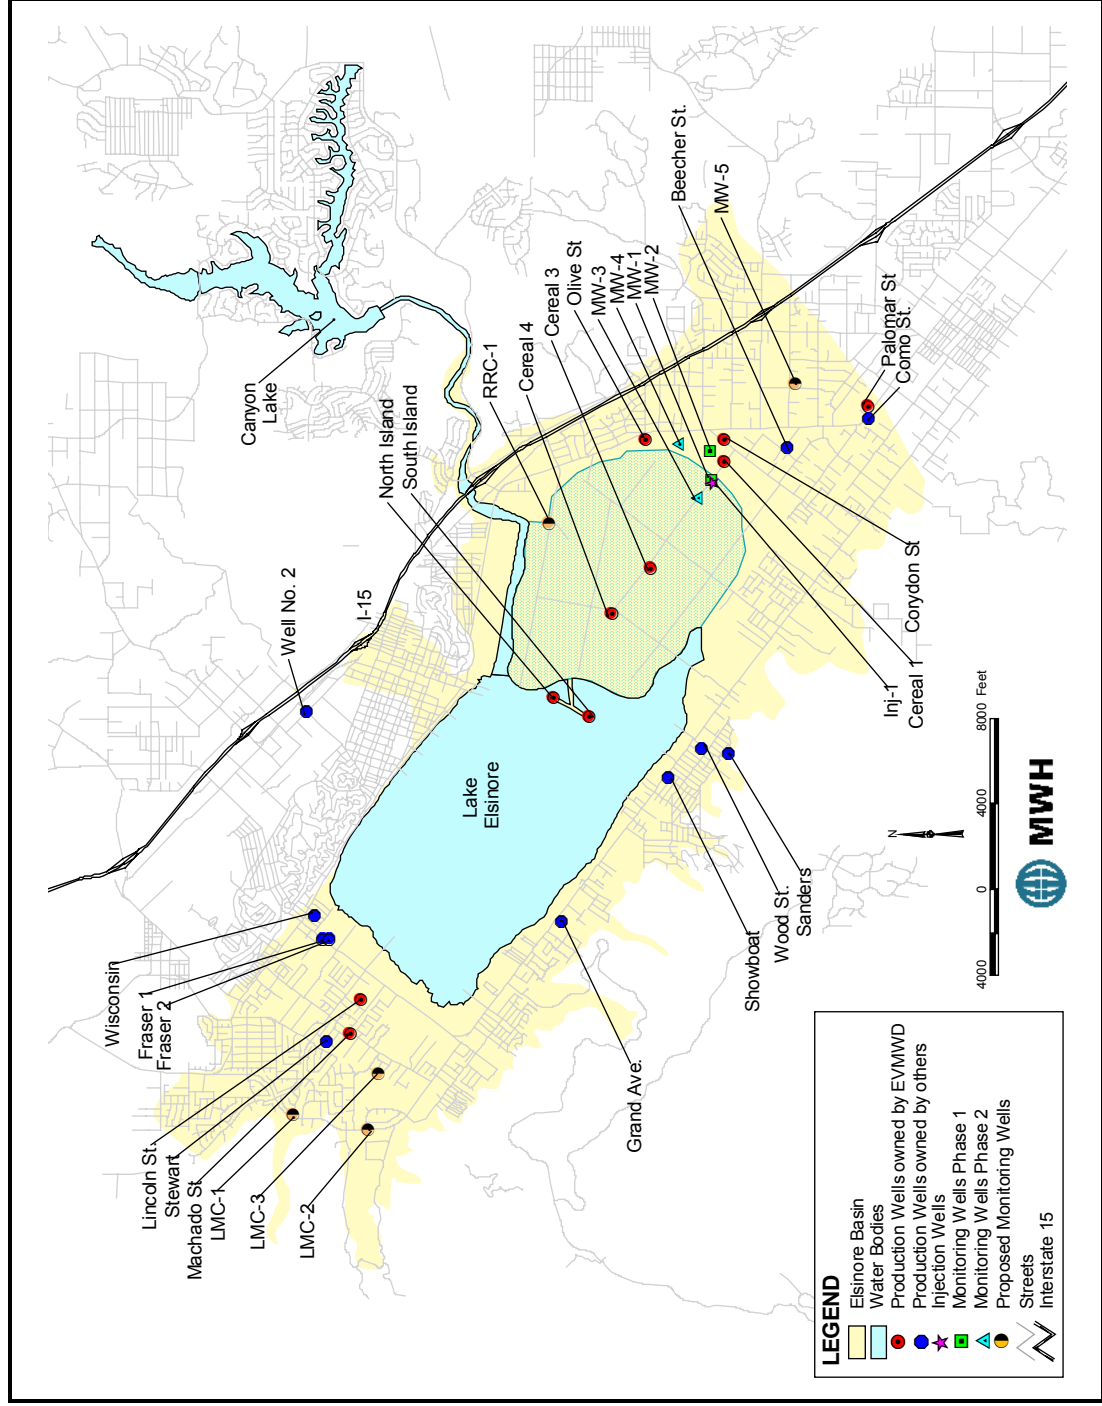 Canyon
Lake
Beecher St.
MW-5
Olive St
MW-3
MW-4
MW-1
MW-2
Cereal 3
Cereal 4
RRC-1
North Island
South Island
Palomar St
Como St.
Well No. 2
I-15
Lake
Elsinore
Corydon St
Inj-1
Cereal 1
Wisconsin
Fraser 1
Fraser 2
Lincoln St.
Stewart
Machado St
LMC-1
LMC-3
LMC-2
Grand Ave.
Showboat
Wood St.
Sanders
N
4000 0 4000 8000 Feet
MWH
LEGEND
Elsinore Basin
Water Bodies
Production Wells owned by EVMWD
Production Wells owned by others
Injection Wells
Monitoring Wells Phase 1
Monitoring Wells Phase 2
Proposed Monitoring Wells
Streets
Interstate 15